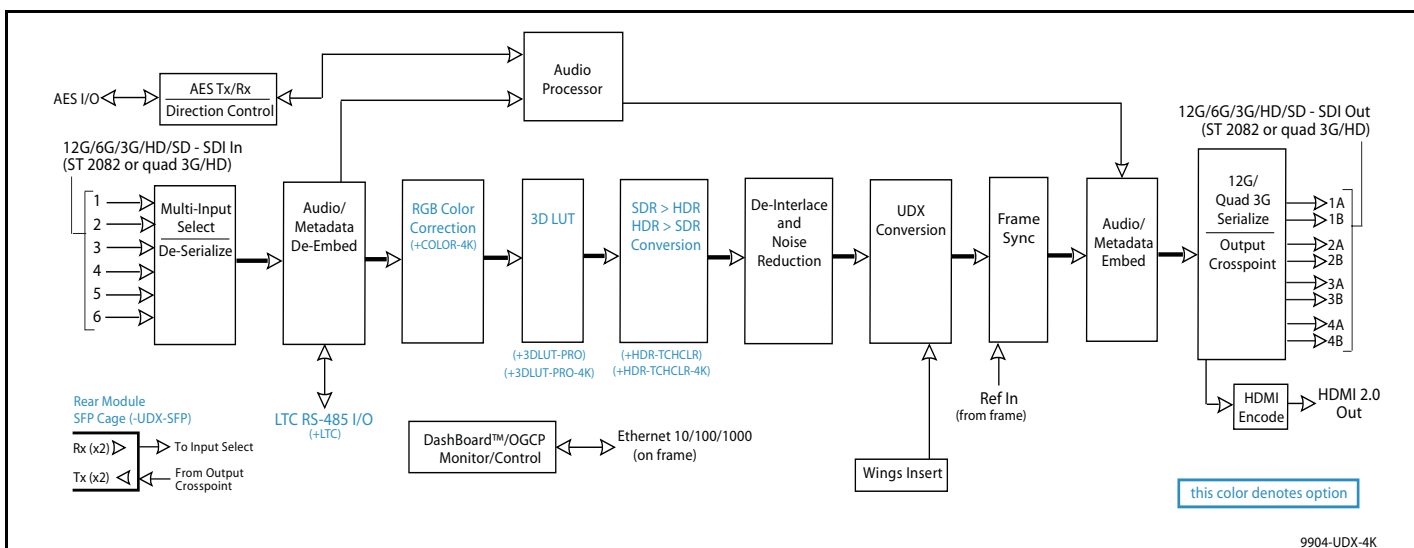 AES I/O
AES Tx/Rx
Direction Control
Audio
Processor
12G/6G/3G/HD/SD - SDI In
(ST 2082 or quad 3G/HD)
1
2
3
4
5
6
Multi-Input
Select
De-Serialize
Audio/
Metadata
De-Embed
RGB Color
Correction
(+COLOR-4K)
3D LUT
(+3DLUT-PRO)
(+3DLUT-PRO-4K)
SDR > HDR
HDR > SDR
Conversion
(+HDR-TCHCLR)
(+HDR-TCHCLR-4K)
De-Interlace
and
Noise
Reduction
UDX
Conversion
Frame
Sync
Audio/
Metadata
Embed
12G/6G/3G/HD/SD - SDI Out
(ST 2082 or quad 3G/HD)
12G/
Quad 3G
Serialize
Output
Crosspoint
1A
1B
2A
2B
3A
3B
4A
4B
LTC RS-485 I/O
(+LTC)
Ref In
(from frame)
HDMI
Encode
HDMI 2.0
Out
Rear Module
SFP Cage (-UDX-SFP)
Rx (x2)
To Input Select
Tx (x2)
From Output
Crosspoint
DashBoard™/OGCP
Monitor/Control
Ethernet 10/100/1000
(on frame)
Wings Insert
this color denotes option
9904-UDX-4K